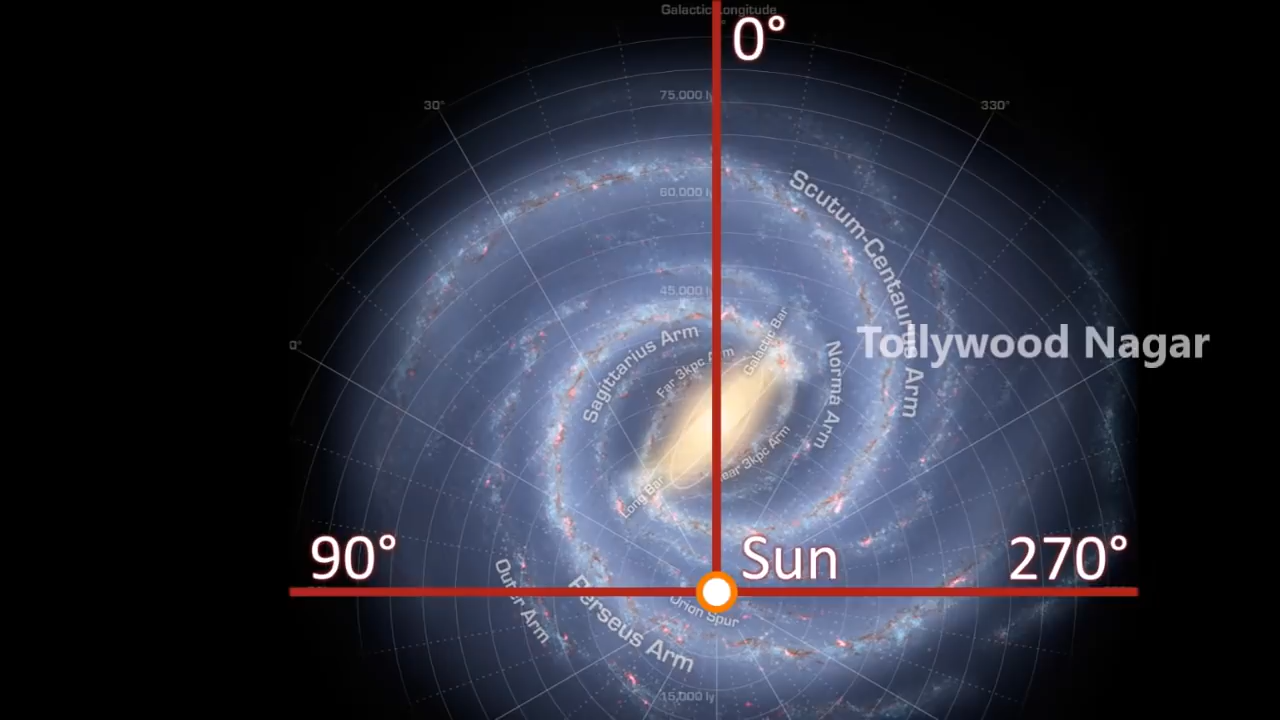 Galactic Longitude
0°
30°
330°
75,000 ly
60,000 ly
Scutum-Centaurus Arm
45,000 ly
Sagittarius Arm
Far 3kpc Arm
Galactic Bar
Norma Arm
Tollywood Nagar
Near 3kpc Arm
Long Bar
90°
Sun
270°
Outer Arm
Perseus Arm
Orion Spur
15,000 ly